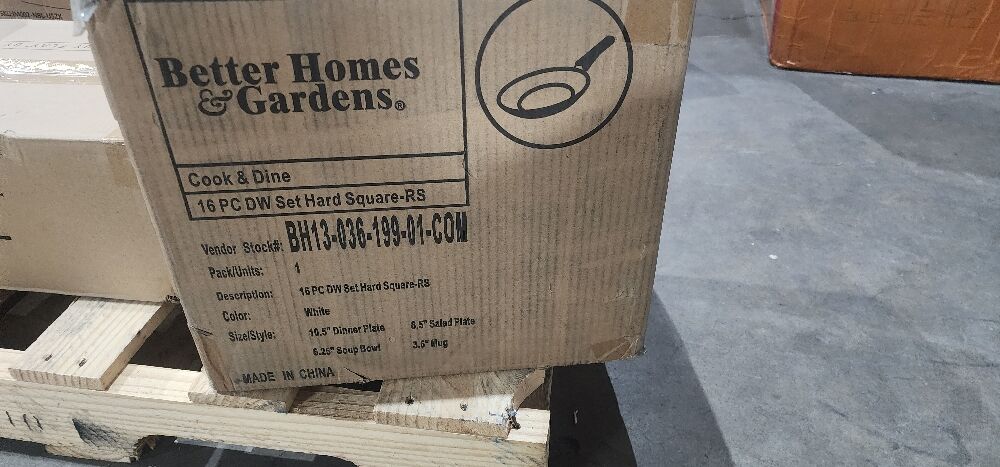 Better Homes
& Gardens®
Cook & Dine
16 PC DW Set Hard Square-RS
Vendor Stock#: BH13-036-199-01-COM
Pack/Units: 1
Description: 16 PC DW Set Hard Square-RS
Color: White
Size/Style: 10.5" Dinner Plate 8.5" Salad Plate
6.25" Soup Bowl 3.5" Mug
MADE IN CHINA